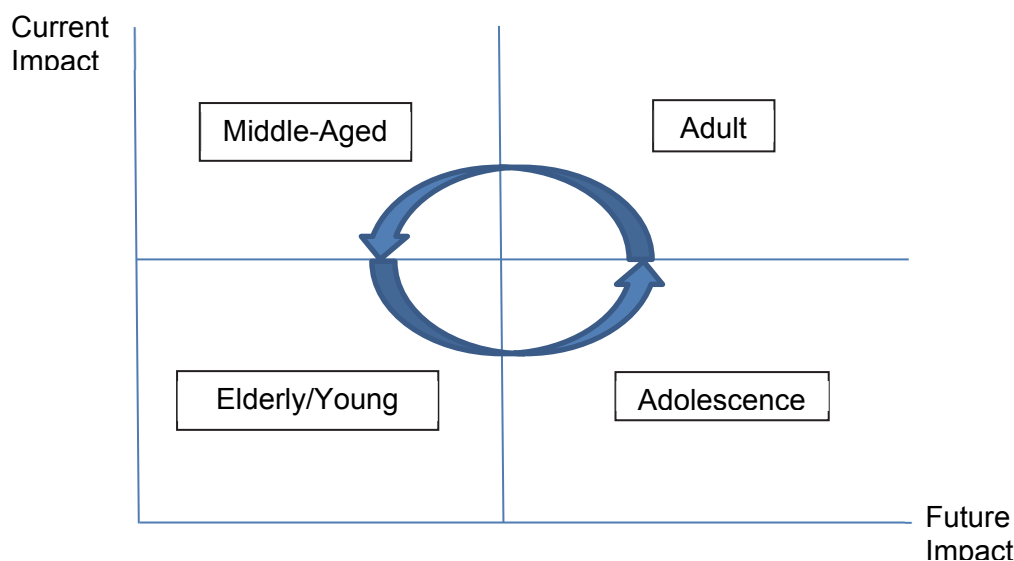 Current
Impact
Middle-Aged
Adult
Elderly/Young
Adolescence
Future
Impact